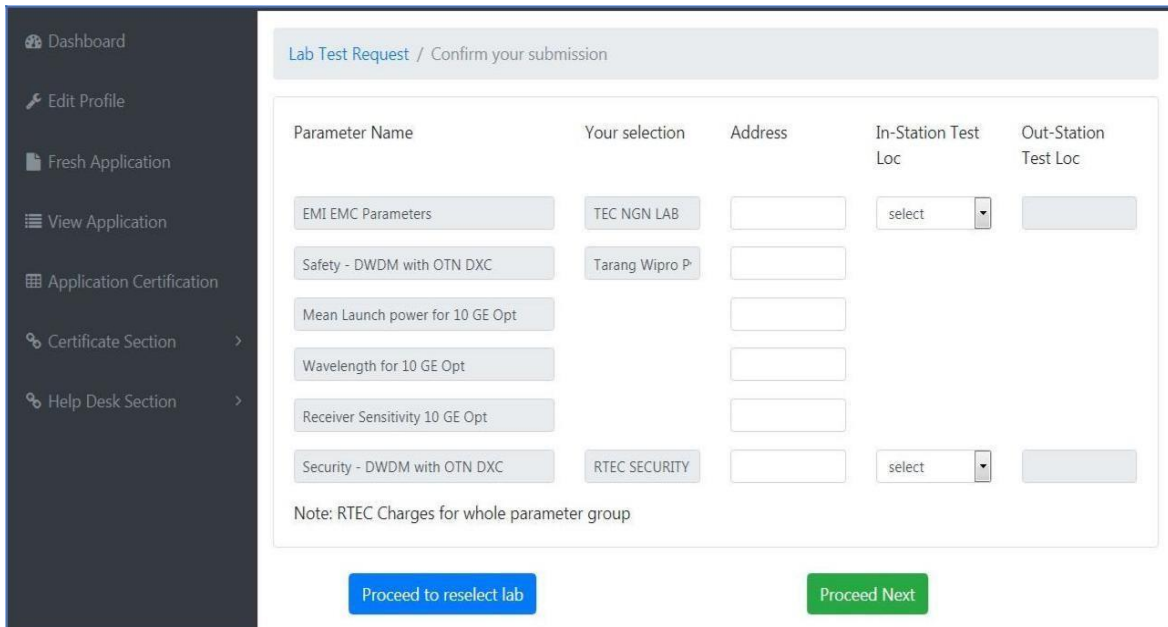 Dashboard
Edit Profile
Fresh Application
View Application
Application Certification
Certificate Section
Help Desk Section
Lab Test Request / Confirm your submission
Parameter Name Your selection Address In-Station Test Loc Out-Station Test Loc
EMI EMC Parameters TEC NGN LAB select
Safety - DWDM with OTN DXC Tarang Wipro P
Mean Launch power for 10 GE Opt
Wavelength for 10 GE Opt
Receiver Sensitivity 10 GE Opt
Security - DWDM with OTN DXC RTEC SECURITY select
Note: RTEC Charges for whole parameter group
Proceed to reselect lab Proceed Next